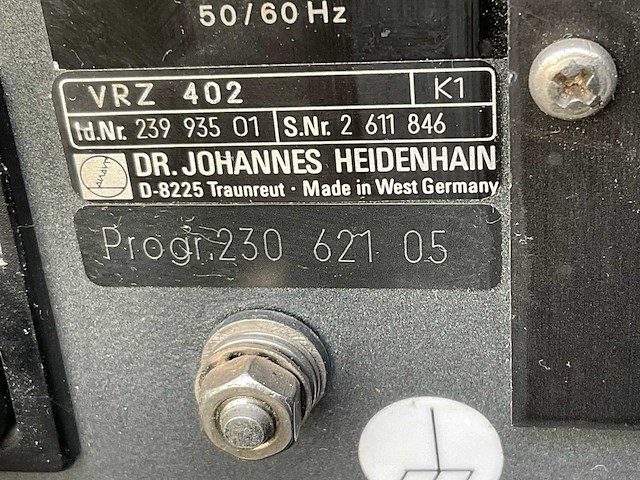 50/60 Hz
VRZ 402 K1
Id.Nr. 239 935 01 S.Nr. 2 611 846
DR. JOHANNES HEIDENHAIN
D-8225 Traunreut · Made in West Germany
Progr. 230 621 05